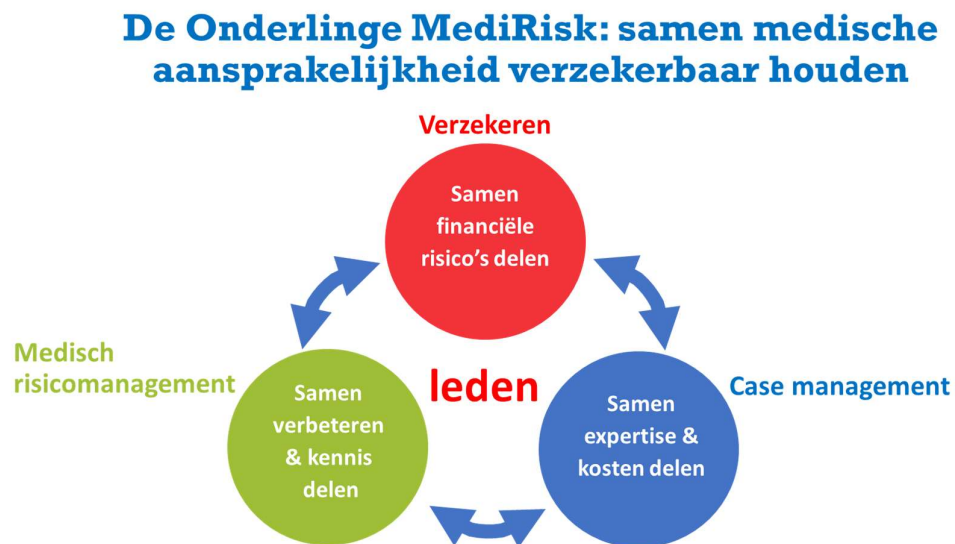 De Onderlinge MediRisk: samen medische
aansprakelijkheid verzekerbaar houden
Verzekeren
Samen
financiële
risico's delen
Medisch
risicomanagement
leden
Case management
Samen
verbeteren
& kennis
delen
Samen
expertise &
kosten delen